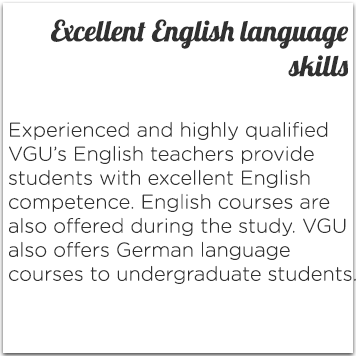 Excellent English language
skills
Experienced and highly qualified
VGU's English teachers provide
students with excellent English
competence. English courses are
also offered during the study. VGU
also offers German language
courses to undergraduate students.